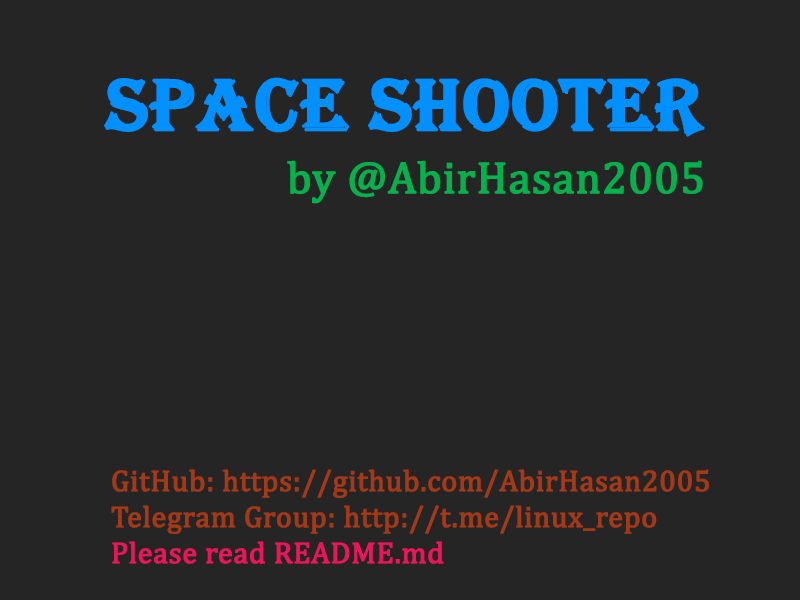 SPACE SHOOTER
by @AbirHasan2005
GitHub: https://github.com/AbirHasan2005
Telegram Group: http://t.me/linux_repo
Please read README.md